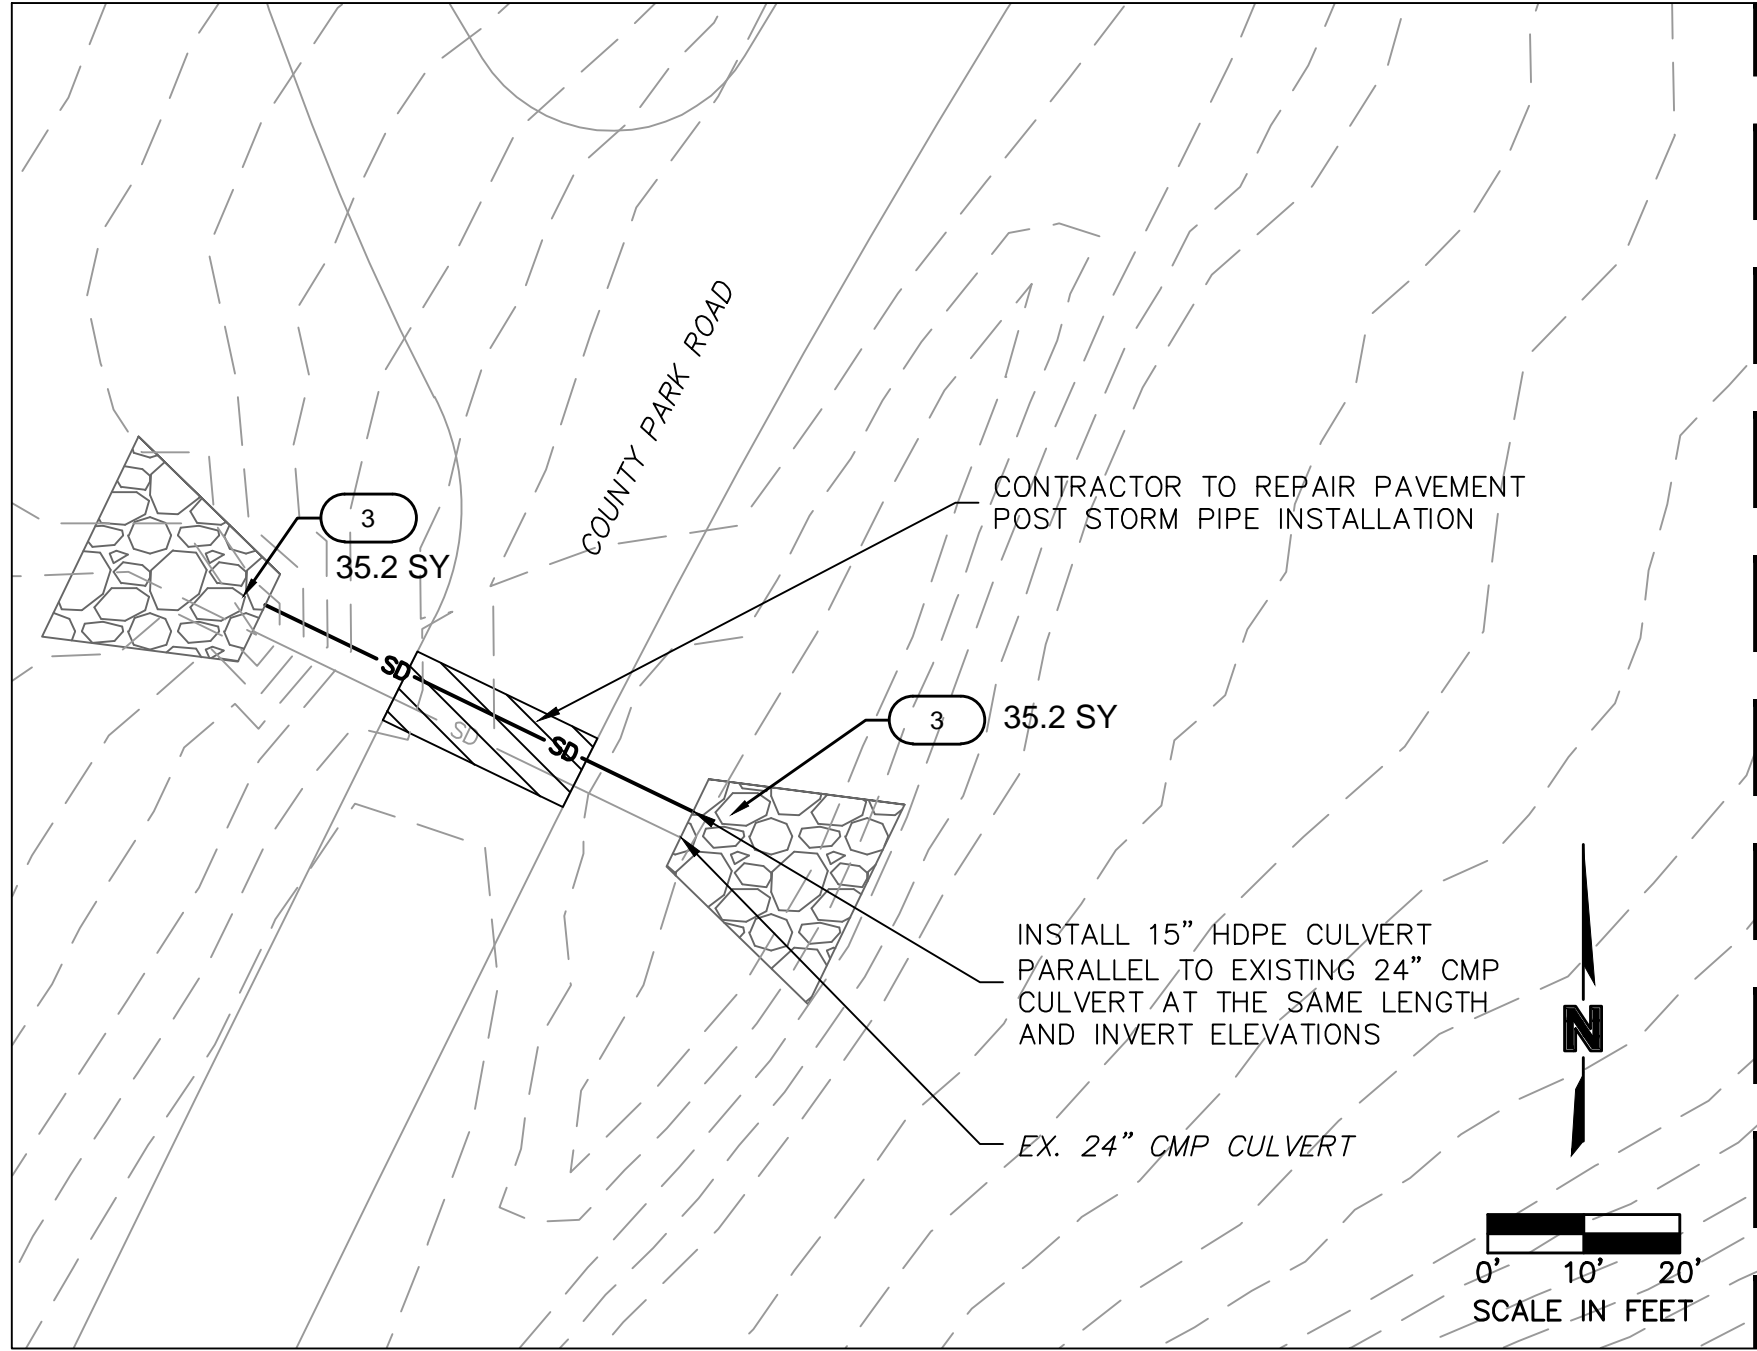 COUNTY PARK ROAD
CONTRACTOR TO REPAIR PAVEMENT
POST STORM PIPE INSTALLATION
3
35.2 SY
SD
SD
SD
3
35.2 SY
INSTALL 15” HDPE CULVERT
PARALLEL TO EXISTING 24” CMP
CULVERT AT THE SAME LENGTH
AND INVERT ELEVATIONS
EX. 24” CMP CULVERT
N
0' 10' 20'
SCALE IN FEET